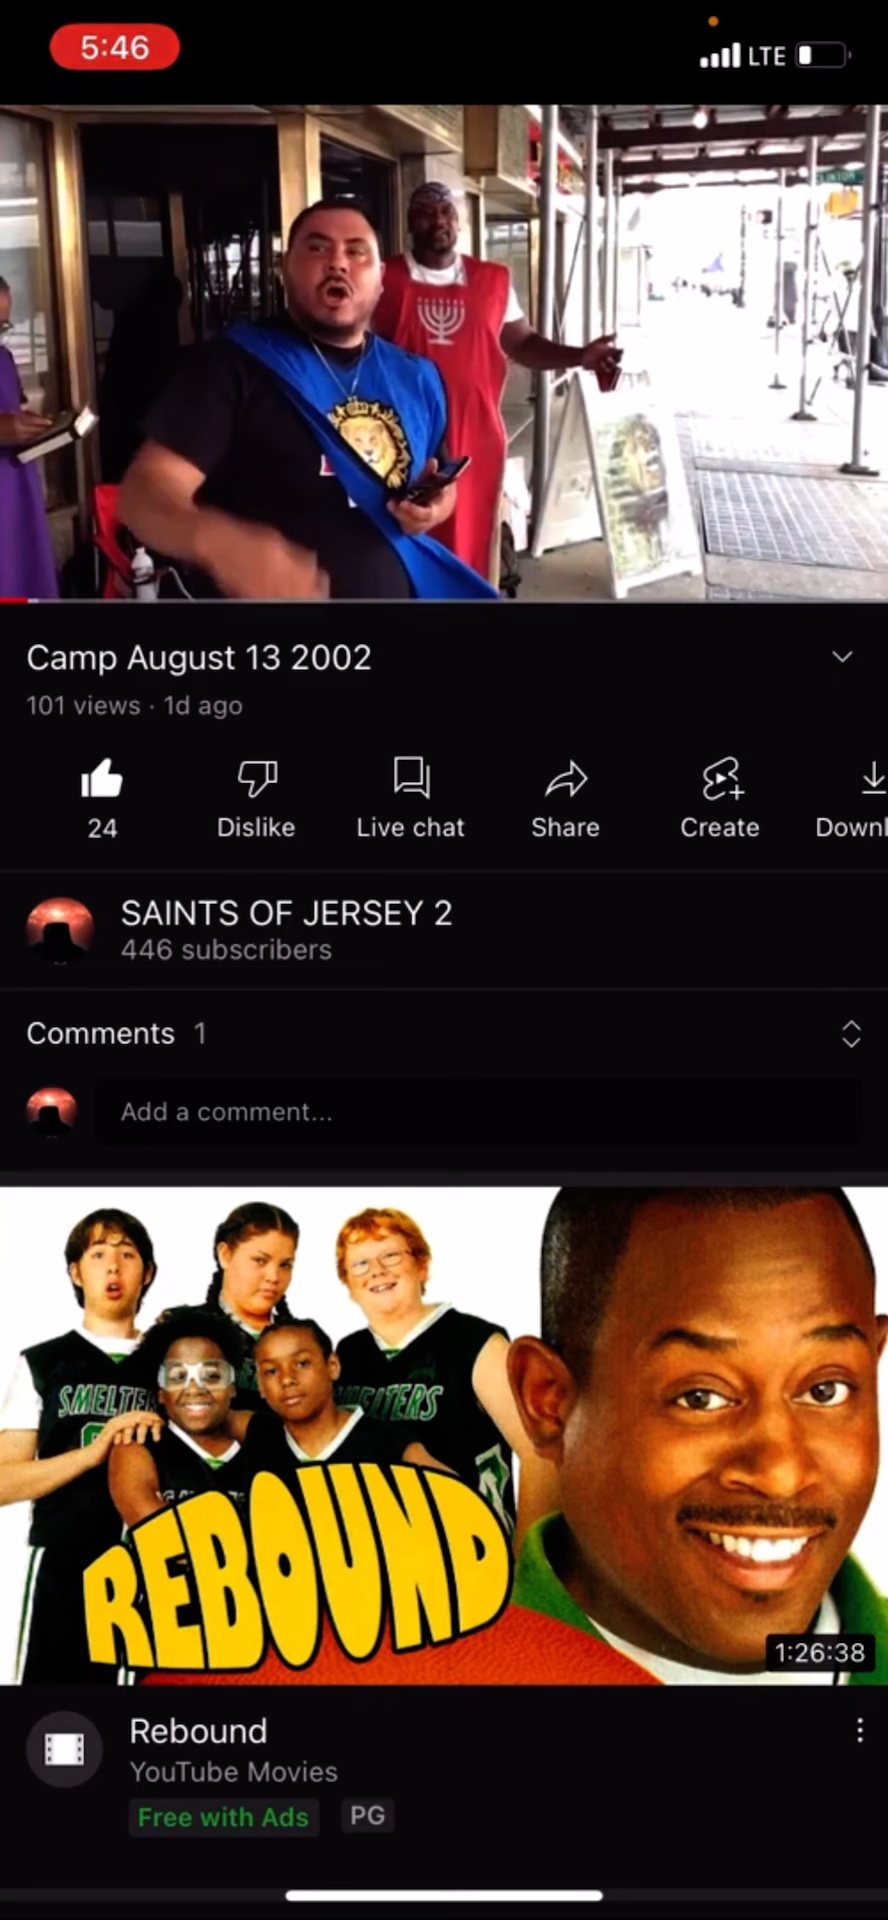 5:46
LTE
Camp August 13 2002
101 views · 1d ago
24
Dislike
Live chat
Share
Create
Downl
SAINTS OF JERSEY 2
446 subscribers
Comments 1
Add a comment...
SMELTE
ELTERS
REBOUND
1:26:38
Rebound
YouTube Movies
Free with Ads
PG